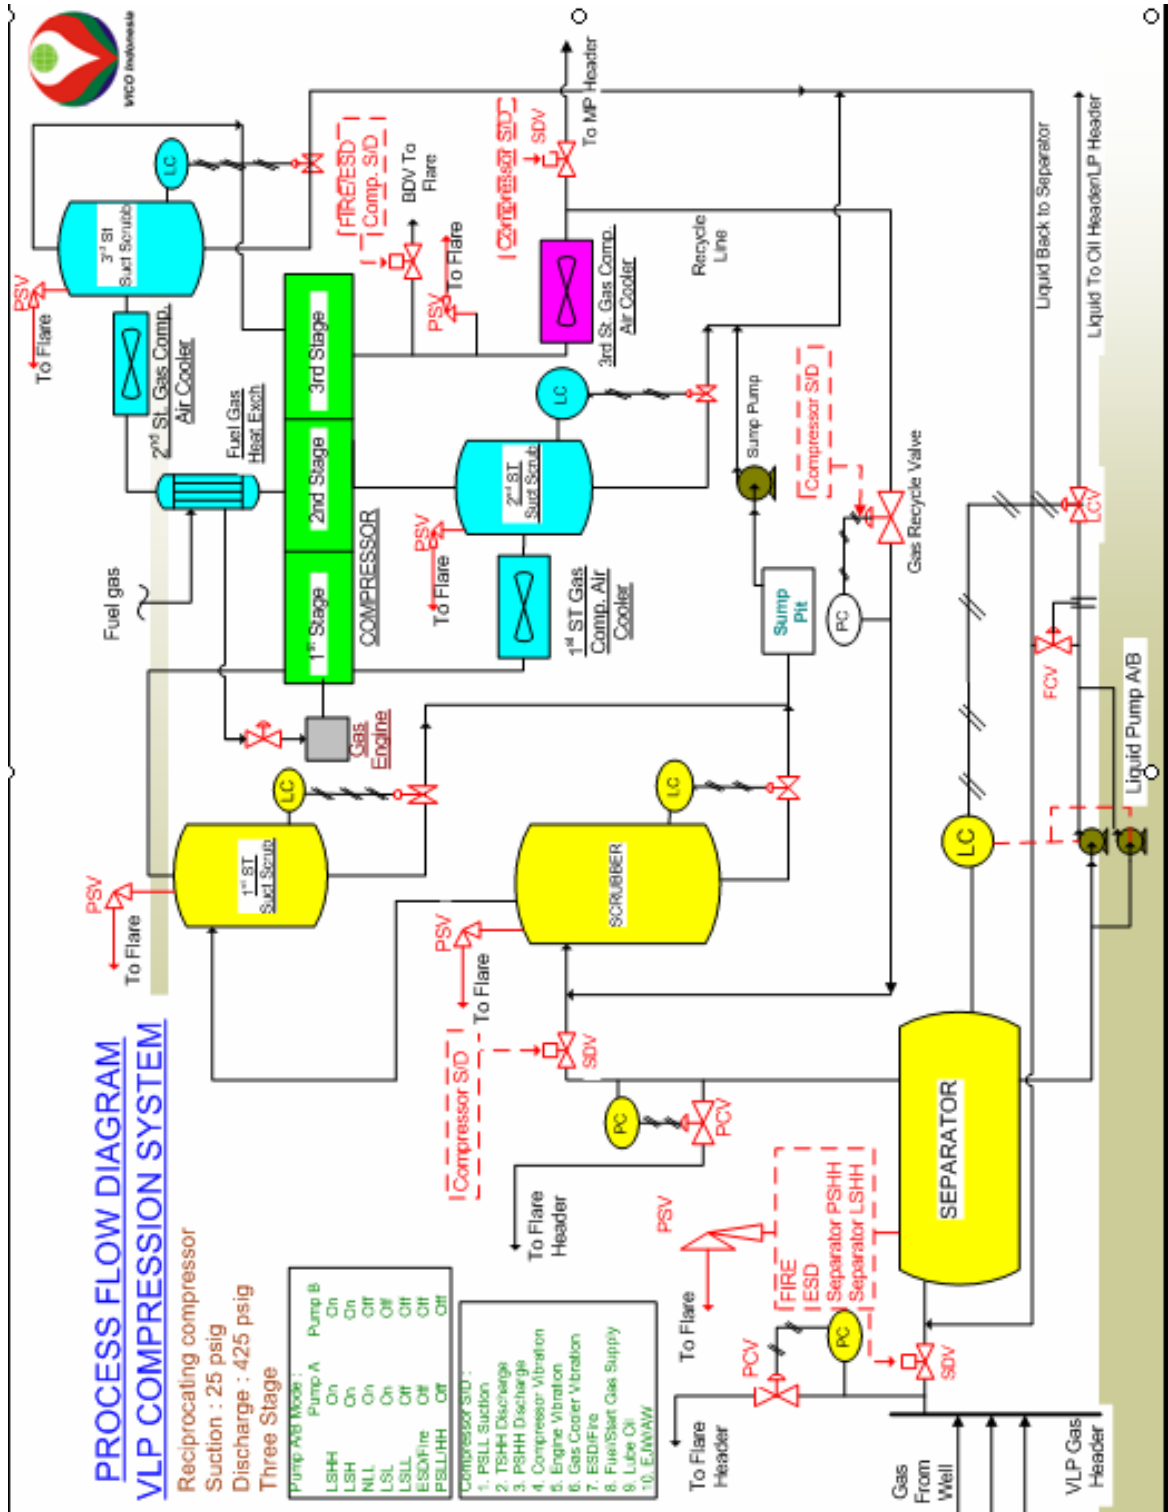 VICO Indonesia
PROCESS FLOW DIAGRAM
VLP COMPRESSION SYSTEM
Reciprocating compressor
Suction : 25 psig
Discharge : 425 psig
Three Stage
Pump A/B Mode :
Pump A Pump B
LSHH On On
LSH On On
NLL On Off
LSL On Off
LSLL Off Off
ESD/Fire Off Off
PSLL/HH Off Off
Compressor S/D :
1. PSLL Suction
2. TSHH Discharge
3. PSHH Discharge
4. Compressor Vibration
5. Engine Vibration
6. Gas Cooler Vibration
7. ESD/Fire
8. Fuel/Start Gas Supply
9. Lube Oil
10. EJW/AW
To Flare
PSV
1st ST
Suct Scrub
LC
Fuel gas
Gas
Engine
1st Stage
2nd Stage
3rd Stage
COMPRESSOR
Fuel Gas
Heat Exch
2nd St. Gas Comp.
Air Cooler
To Flare
PSV
3rd St
Suct Scrubb
LC
FIRE/ESD
Comp. S/D
BDV To
Flare
PSV
To Flare
Compressor S/D
SDV
To MP Header
3rd St. Gas Comp.
Air Cooler
To Flare
PSV
2nd ST
Suct Scrub
LC
1st ST Gas
Comp. Air
Cooler
Recycle
Line
Compressor S/D
SDV
To Flare
PSV
SCRUBBER
LC
Sump
Pit
Sump Pump
Compressor S/D
PC
Gas Recycle Valve
PC
PCV
To Flare
Header
To Flare
PSV
FIRE
ESD
Separator PSHH
Separator LSHH
To Flare
Header
PCV
PC
SDV
Gas
From
Well
VLP Gas
Header
SEPARATOR
LC
Liquid Pump A/B
FCV
LCV
Liquid Back to Separator
Liquid To Oil Header/LP Header